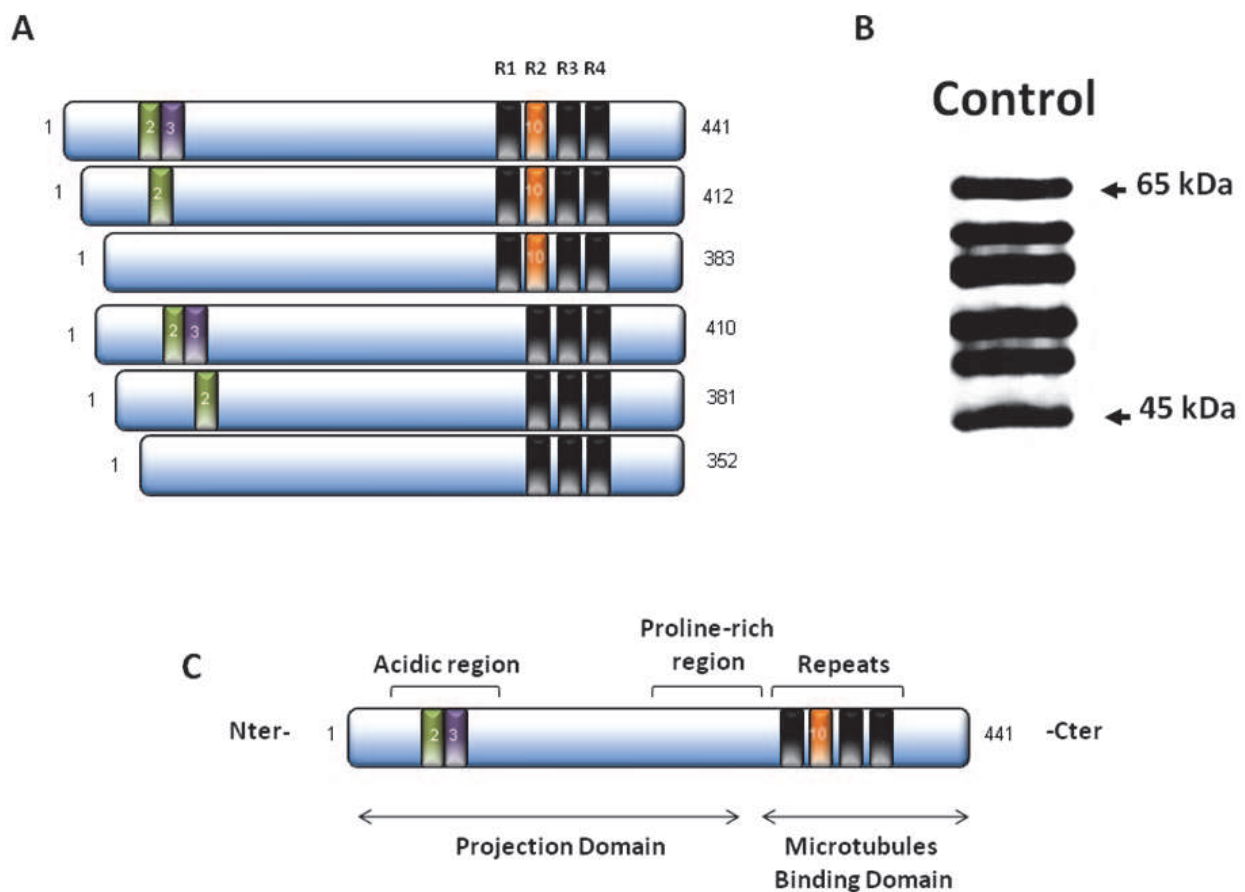 A
R1 R2 R3 R4
1 2 3 10 441
1 2 10 412
1 10 383
1 2 3 410
1 2 381
1 352
B
Control
65 kDa
45 kDa
C
Acidic region
Proline-rich
region
Repeats
Nter- 1 2 3 10 441 -Cter
Projection Domain
Microtubules
Binding Domain